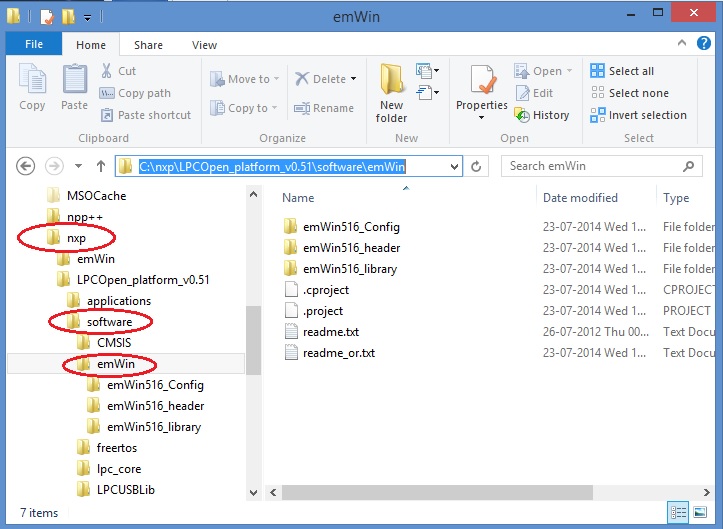 emWin
File Home Share View
Copy
Paste
Cut
Copy path
Paste shortcut
Clipboard
Move to
Copy to
Delete
Rename
Organize
New folder
New
Properties
Open
Edit
History
Open
Select all
Select none
Invert selection
Select
C:\nxp\LPCOpen_platform_v0.51\software\emWin
Search emWin
MSOCache
npp++
nxp
emWin
LPCOpen_platform_v0.51
applications
software
CMSIS
emWin
emWin516_Config
emWin516_header
emWin516_library
freertos
lpc_core
LPCUSBLib
Name Date modified Type
emWin516_Config 23-07-2014 Wed 1... File folder
emWin516_header 23-07-2014 Wed 1... File folder
emWin516_library 23-07-2014 Wed 1... File folder
.cproject 23-07-2014 Wed 1... CPROJECT
.project 23-07-2014 Wed 1... PROJECT
readme.txt 26-07-2012 Thu 00... Text Docu
readme_or.txt 23-07-2014 Wed 1... Text Docu
7 items